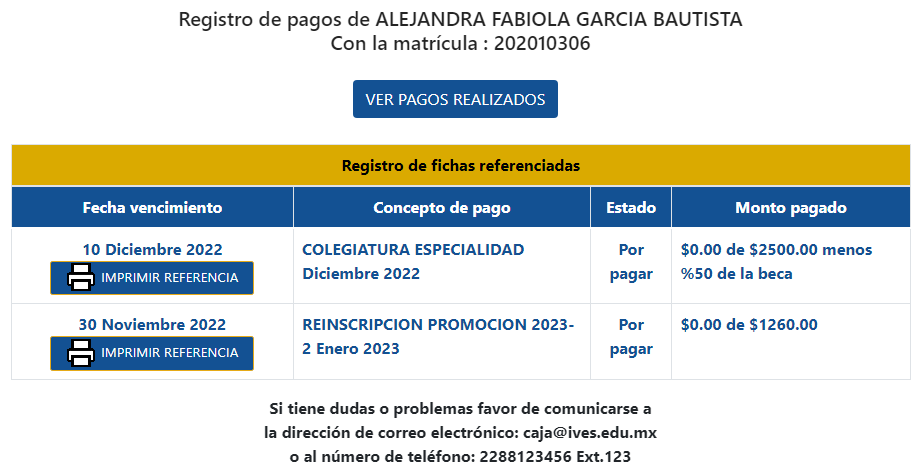 Registro de pagos de ALEJANDRA FABIOLA GARCIA BAUTISTA
Con la matrícula : 202010306
VER PAGOS REALIZADOS
Registro de fichas referenciadas
Fecha vencimiento Concepto de pago Estado Monto pagado
10 Diciembre 2022
IMPRIMIR REFERENCIA
COLEGIATURA ESPECIALIDAD
Diciembre 2022
Por
pagar
$0.00 de $2500.00 menos
%50 de la beca
30 Noviembre 2022
IMPRIMIR REFERENCIA
REINSCRIPCION PROMOCION 2023-
2 Enero 2023
Por
pagar
$0.00 de $1260.00
Si tiene dudas o problemas favor de comunicarse a
la dirección de correo electrónico: caja@ives.edu.mx
o al número de teléfono: 2288123456 Ext.123